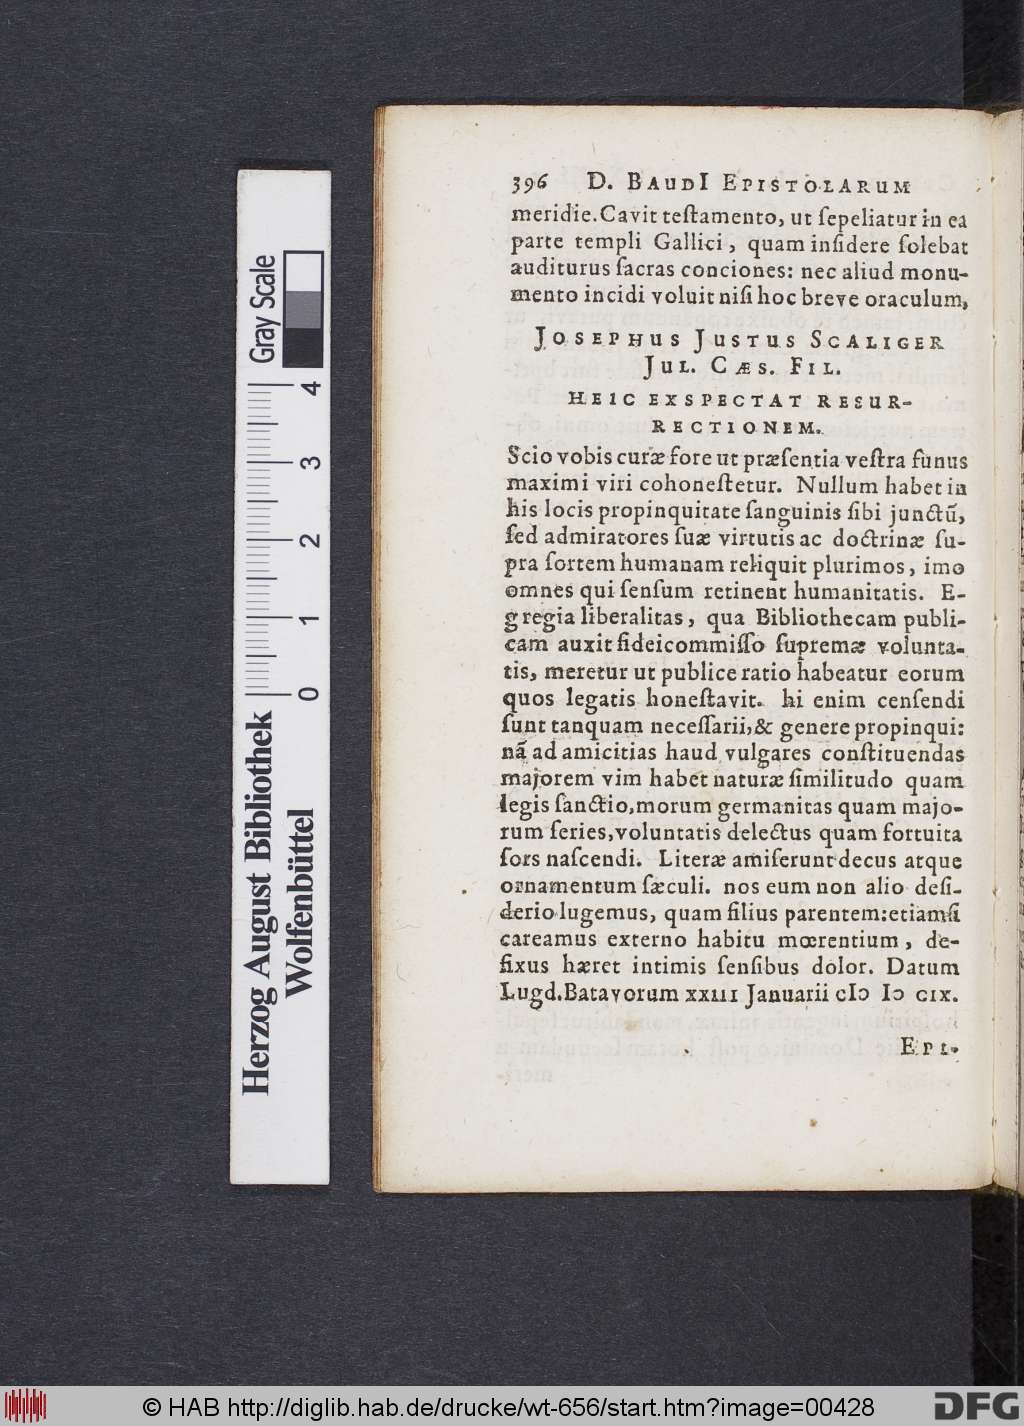 396 D. BAUDI EPISTOLARUM
meridie. Cavit teſtamento, ut ſepeliatur in ea
parte templi Gallici, quam inſidere ſolebat
auditurus ſacras conciones: nec aliud monu-
mento incidi voluit niſi hoc breve oraculum,
JOSEPHUS JUSTUS SCALIGER
JUL. CÆS. FIL.
HEIC EXSPECTAT RESUR-
RECTIONEM.
Scio vobis curæ fore ut præſentia veſtra funus
maximi viri cohoneſtetur. Nullum habet in
his locis propinquitate ſanguinis ſibi junctũ,
ſed admiratores ſuæ virtutis ac doctrinæ ſu-
pra ſortem humanam reliquit plurimos, imo
omnes qui ſenſum retinent humanitatis. E-
gregia liberalitas, qua Bibliothecam publi-
cam auxit fideicommiſſo ſupremæ volunta-
tis, meretur ut publice ratio habeatur eorum
quos legatis honeſtavit. hi enim cenſendi
ſunt tanquam neceſſarii, & genere propinqui:
nã ad amicitias haud vulgares conſtituendas
majorem vim habet naturæ ſimilitudo quam
legis ſanctio, morum germanitas quam majo-
rum ſeries, voluntatis delectus quam fortuita
ſors naſcendi. Literæ amiſerunt decus atque
ornamentum ſæculi. nos eum non alio deſi-
derio lugemus, quam filius parentem: etiamſi
careamus externo habitu mœrentium, de-
fixus hæret intimis ſenſibus dolor. Datum
Lugd. Batavorum XXIII Januarii cIↄ Iↄ CIX.
EPI-
Gray Scale
4
3
2
1
0
Herzog August Bibliothek
Wolfenbüttel
© HAB http://diglib.hab.de/drucke/wt-656/start.htm?image=00428
DFG